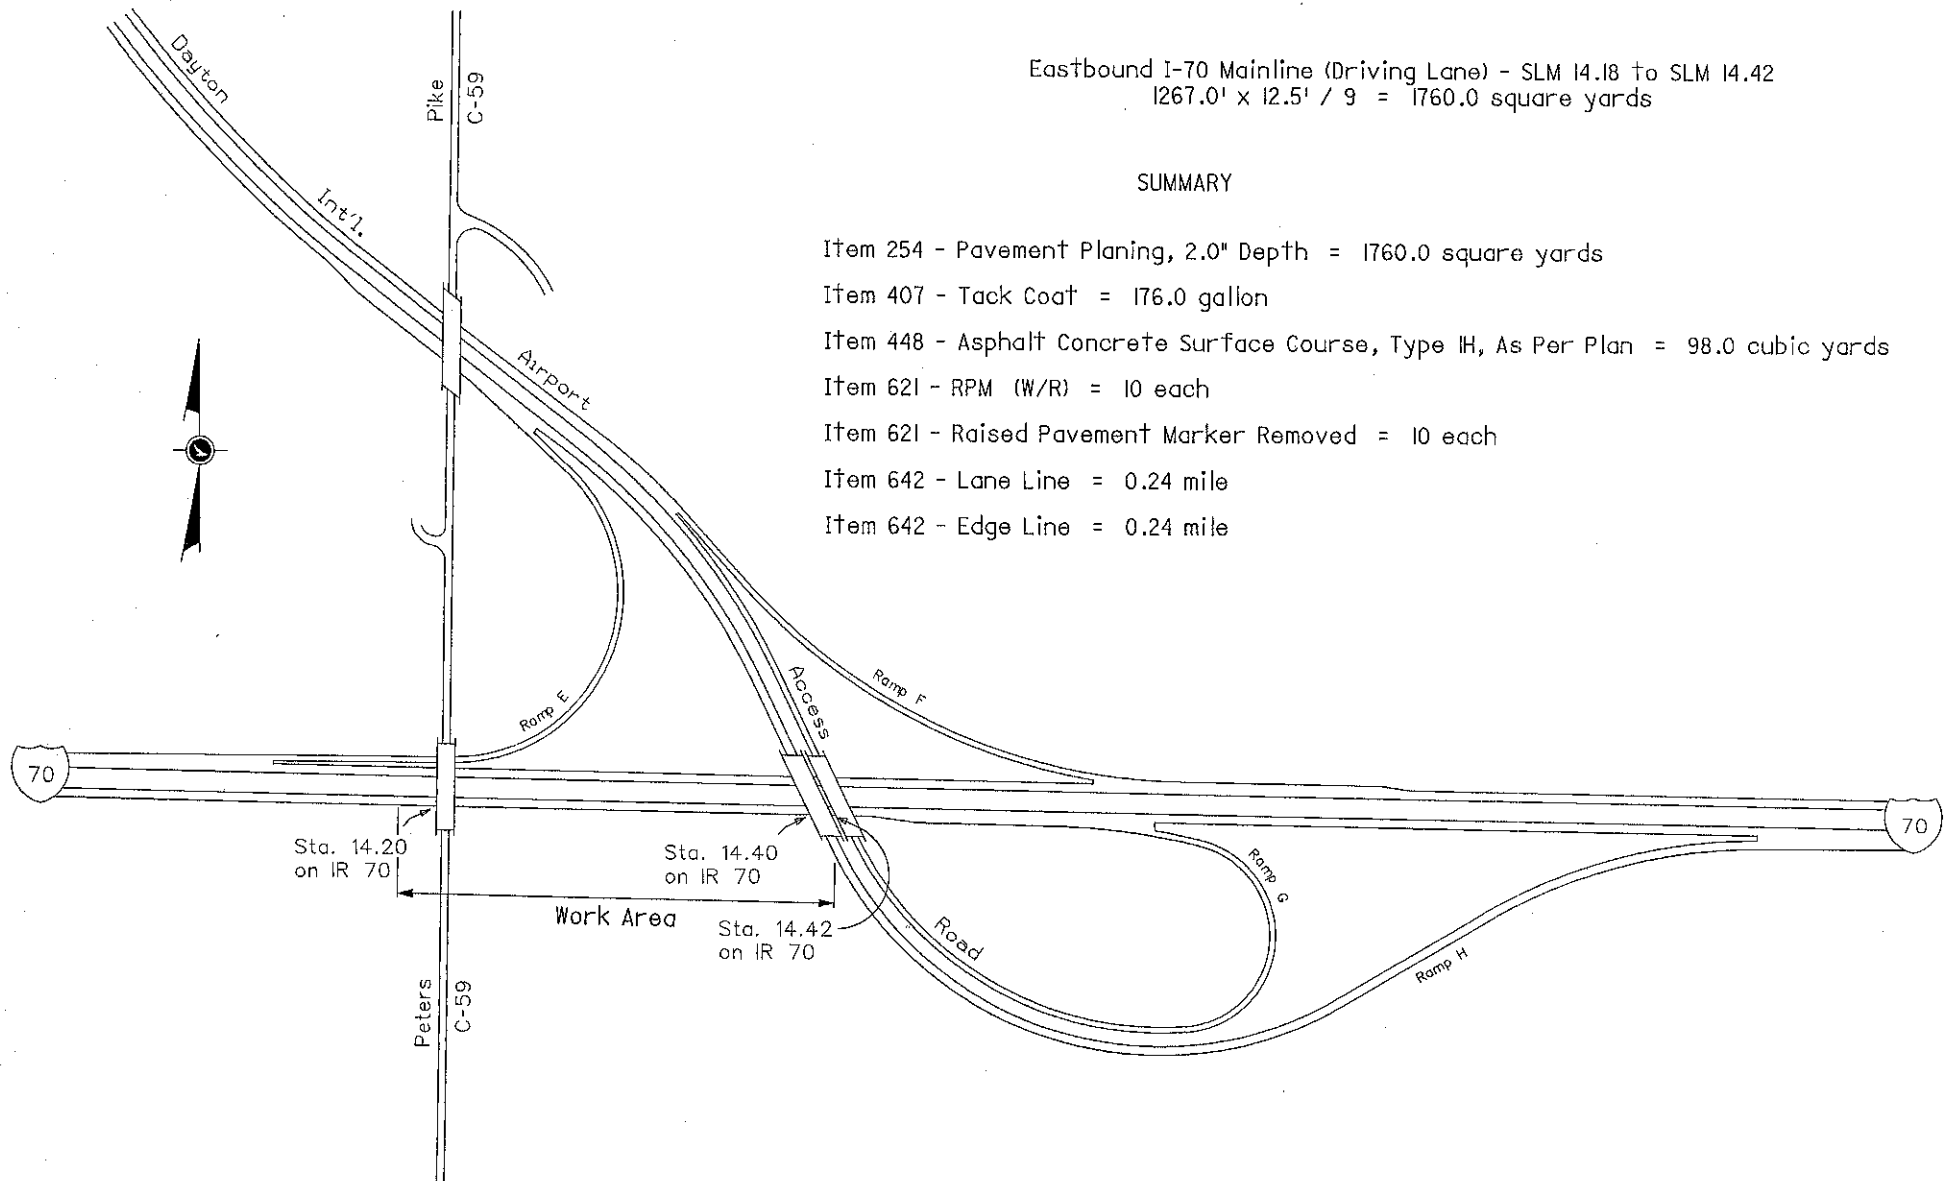 Eastbound I-70 Mainline (Driving Lane) - SLM 14.18 to SLM 14.42
1267.0' x 12.5' / 9 = 1760.0 square yards
SUMMARY
Item 254 - Pavement Planing, 2.0" Depth = 1760.0 square yards
Item 407 - Tack Coat = 176.0 gallon
Item 448 - Asphalt Concrete Surface Course, Type 1H, As Per Plan = 98.0 cubic yards
Item 621 - RPM (W/R) = 10 each
Item 621 - Raised Pavement Marker Removed = 10 each
Item 642 - Lane Line = 0.24 mile
Item 642 - Edge Line = 0.24 mile
Dayton
Int'l.
Airport
Access
Road
Pike
C-59
Ramp E
Ramp F
70
70
Sta. 14.20
on IR 70
Sta. 14.40
on IR 70
Work Area
Sta. 14.42
on IR 70
Ramp G
Ramp H
Peters
C-59